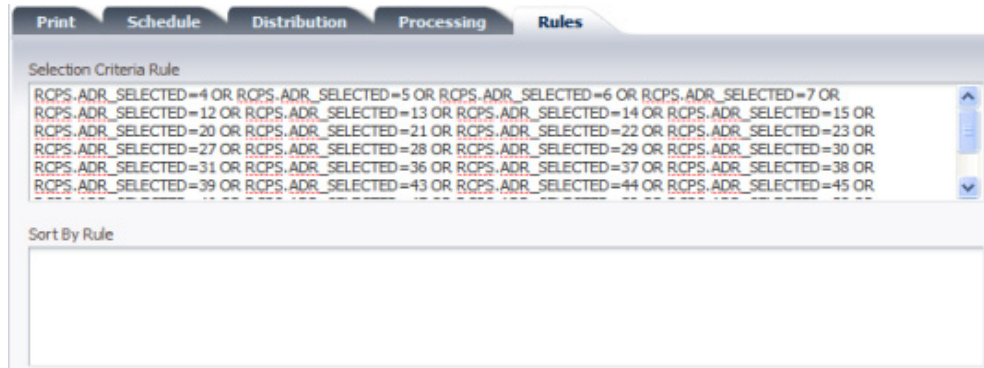 Print Schedule Distribution Processing Rules
Selection Criteria Rule
RCPS.ADR_SELECTED=4 OR RCPS.ADR_SELECTED=5 OR RCPS.ADR_SELECTED=6 OR RCPS.ADR_SELECTED=7 OR
RCPS.ADR_SELECTED=12 OR RCPS.ADR_SELECTED=13 OR RCPS.ADR_SELECTED=14 OR RCPS.ADR_SELECTED=15 OR
RCPS.ADR_SELECTED=20 OR RCPS.ADR_SELECTED=21 OR RCPS.ADR_SELECTED=22 OR RCPS.ADR_SELECTED=23 OR
RCPS.ADR_SELECTED=27 OR RCPS.ADR_SELECTED=28 OR RCPS.ADR_SELECTED=29 OR RCPS.ADR_SELECTED=30 OR
RCPS.ADR_SELECTED=31 OR RCPS.ADR_SELECTED=36 OR RCPS.ADR_SELECTED=37 OR RCPS.ADR_SELECTED=38 OR
RCPS.ADR_SELECTED=39 OR RCPS.ADR_SELECTED=43 OR RCPS.ADR_SELECTED=44 OR RCPS.ADR_SELECTED=45 OR
Sort By Rule